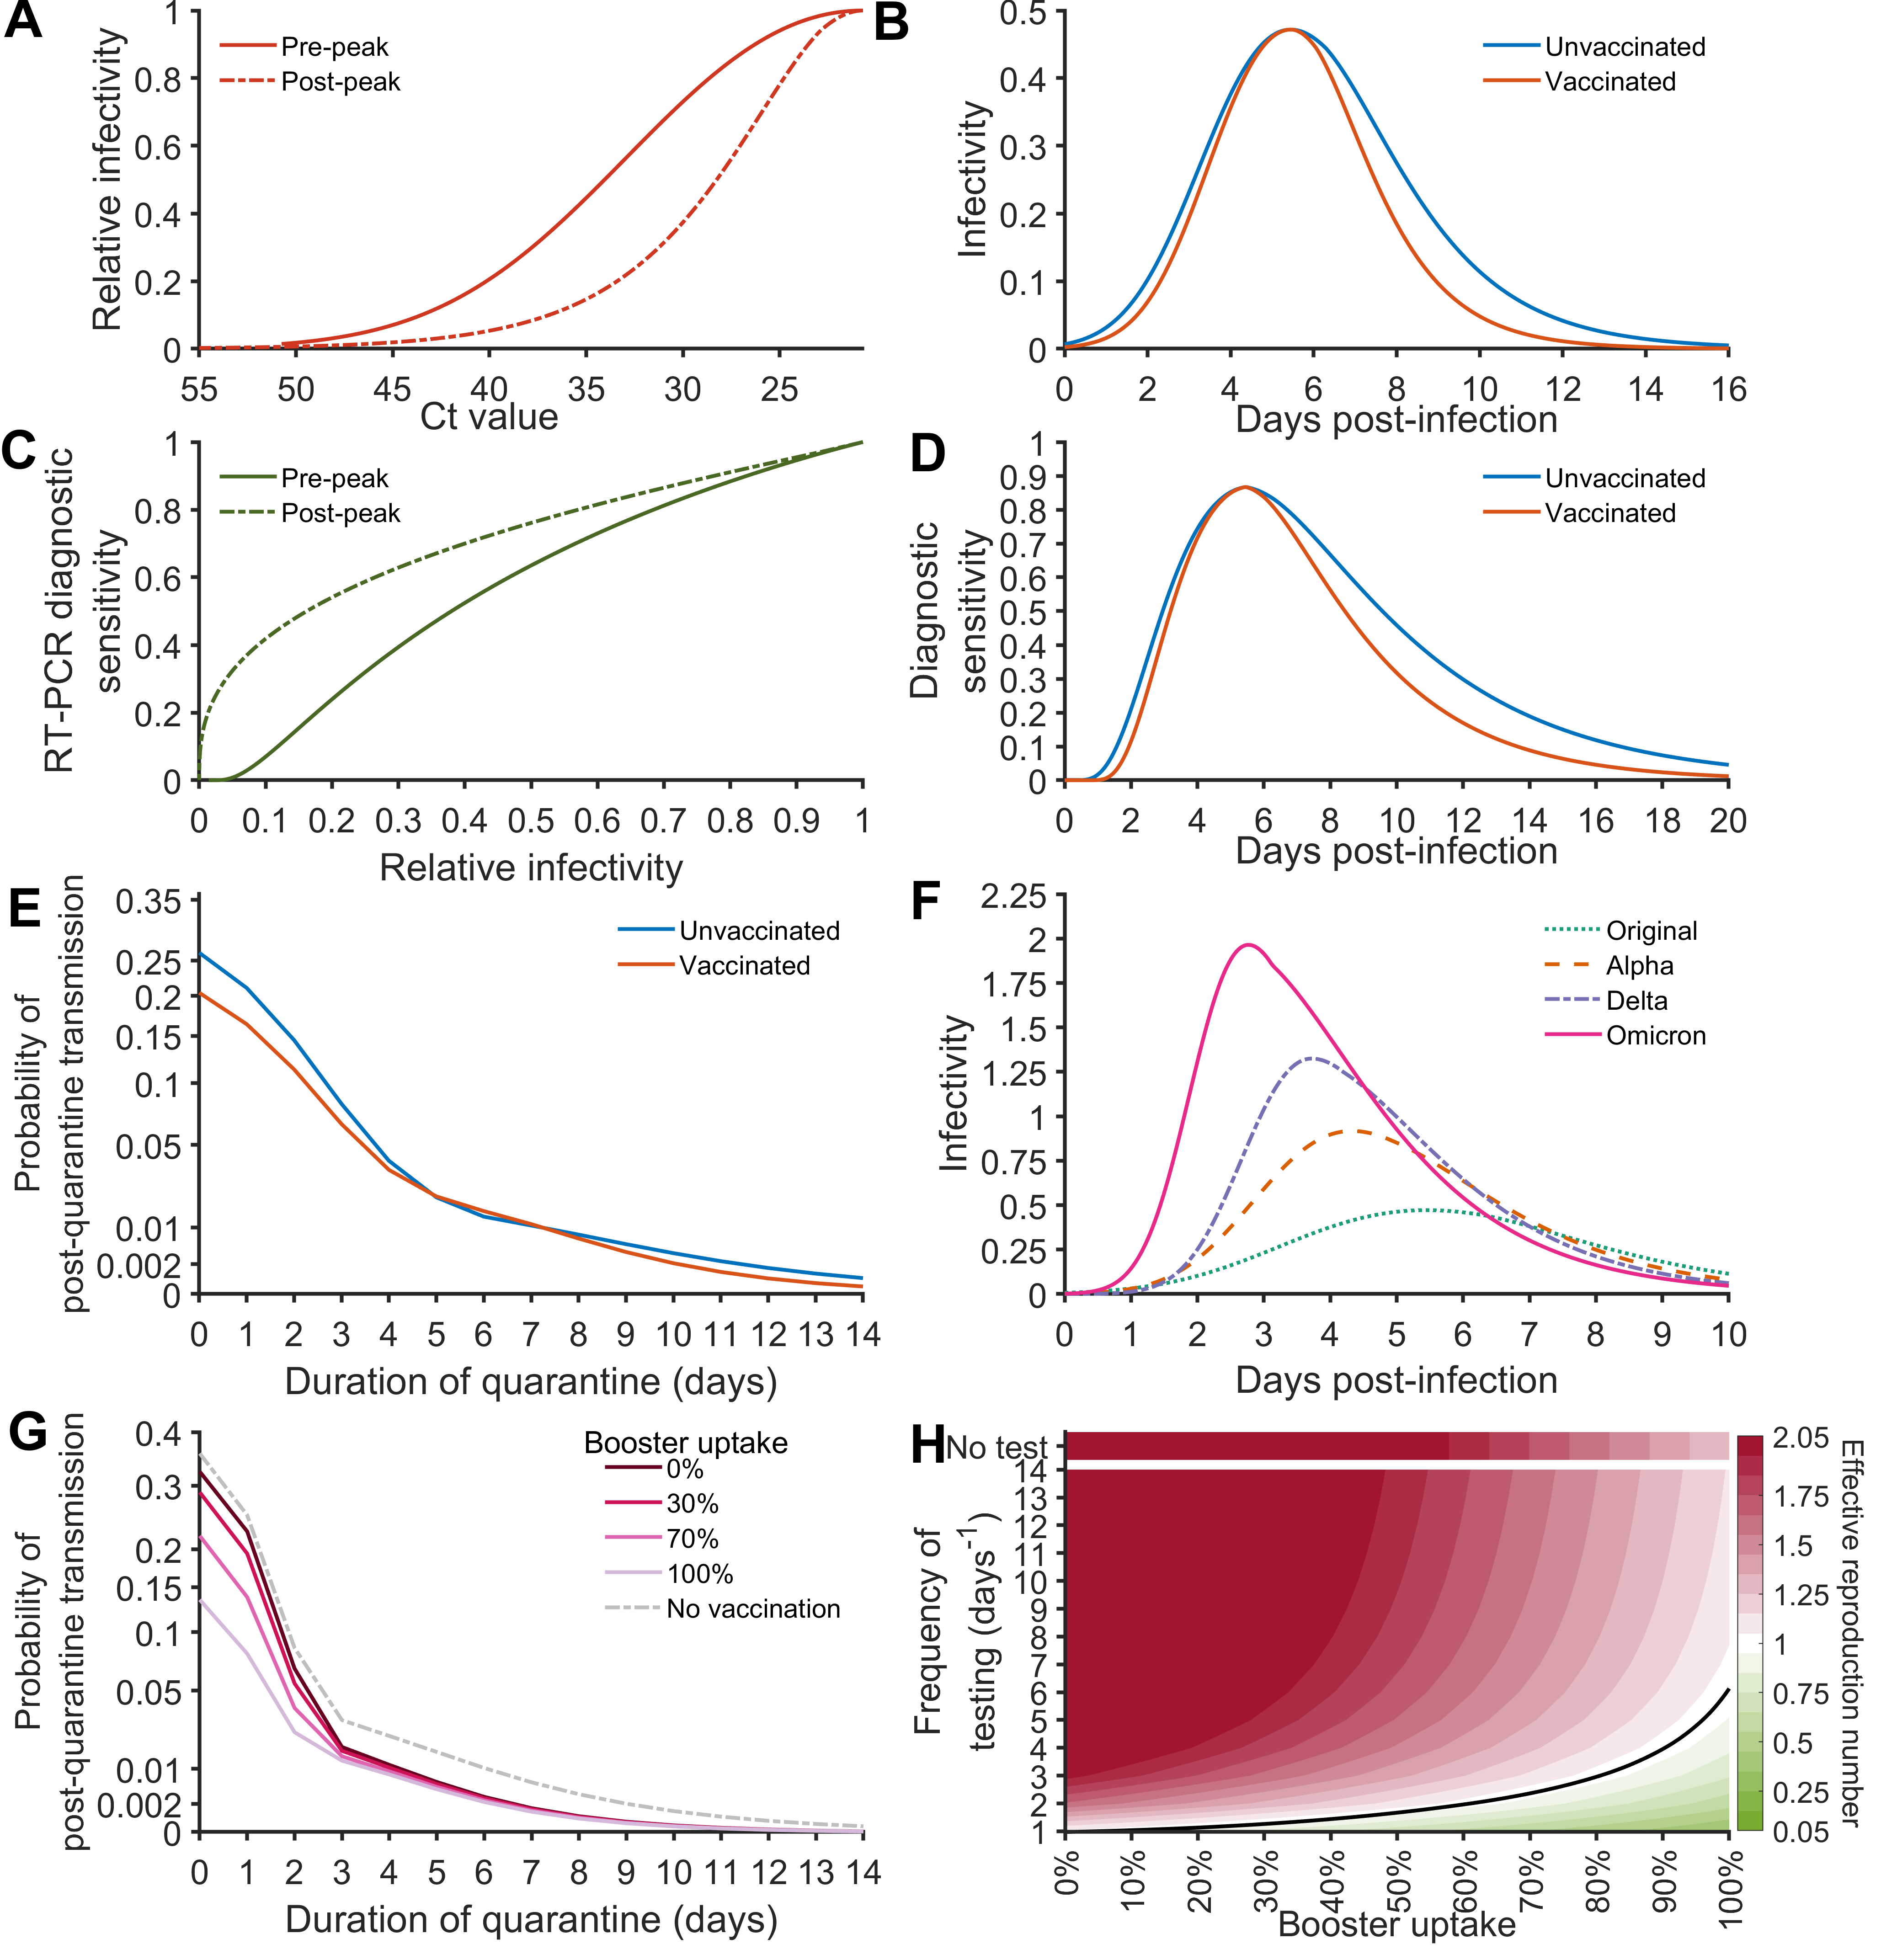 A
Relative infectivity
1
0.8
0.6
0.4
0.2
0
Pre-peak
Post-peak
55 50 45 40 35 30 25
Ct value
B
Infectivity
0.5
0.4
0.3
0.2
0.1
0
Unvaccinated
Vaccinated
0 2 4 6 8 10 12 14 16
Days post-infection
C
RT-PCR diagnostic
sensitivity
1
0.8
0.6
0.4
0.2
0
Pre-peak
Post-peak
0 0.1 0.2 0.3 0.4 0.5 0.6 0.7 0.8 0.9 1
Relative infectivity
D
Diagnostic
sensitivity
1
0.9
0.8
0.7
0.6
0.5
0.4
0.3
0.2
0.1
0
Unvaccinated
Vaccinated
0 2 4 6 8 10 12 14 16 18 20
Days post-infection
E
Probability of
post-quarantine transmission
0.35
0.25
0.2
0.15
0.1
0.05
0.01
0.002
0
Unvaccinated
Vaccinated
0 1 2 3 4 5 6 7 8 9 10 11 12 13 14
Duration of quarantine (days)
F
Infectivity
2.25
2
1.75
1.5
1.25
1
0.75
0.5
0.25
0
Original
Alpha
Delta
Omicron
0 1 2 3 4 5 6 7 8 9 10
Days post-infection
G
Probability of
post-quarantine transmission
0.4
0.3
0.2
0.15
0.1
0.05
0.01
0.002
0
Booster uptake
0%
30%
70%
100%
No vaccination
0 1 2 3 4 5 6 7 8 9 10 11 12 13 14
Duration of quarantine (days)
H
Frequency of
testing (days⁻¹)
No test
14
13
12
11
10
9
8
7
6
5
4
3
2
1
0% 10% 20% 30% 40% 50% 60% 70% 80% 90% 100%
Booster uptake
2.05
1.75
1.5
1.25
1
0.75
0.5
0.25
0.05
Effective reproduction number